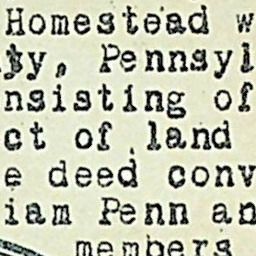 Homestead w
ty, Pennsyl
nsisting of
ct of land
e deed conv
iam Penn an
members